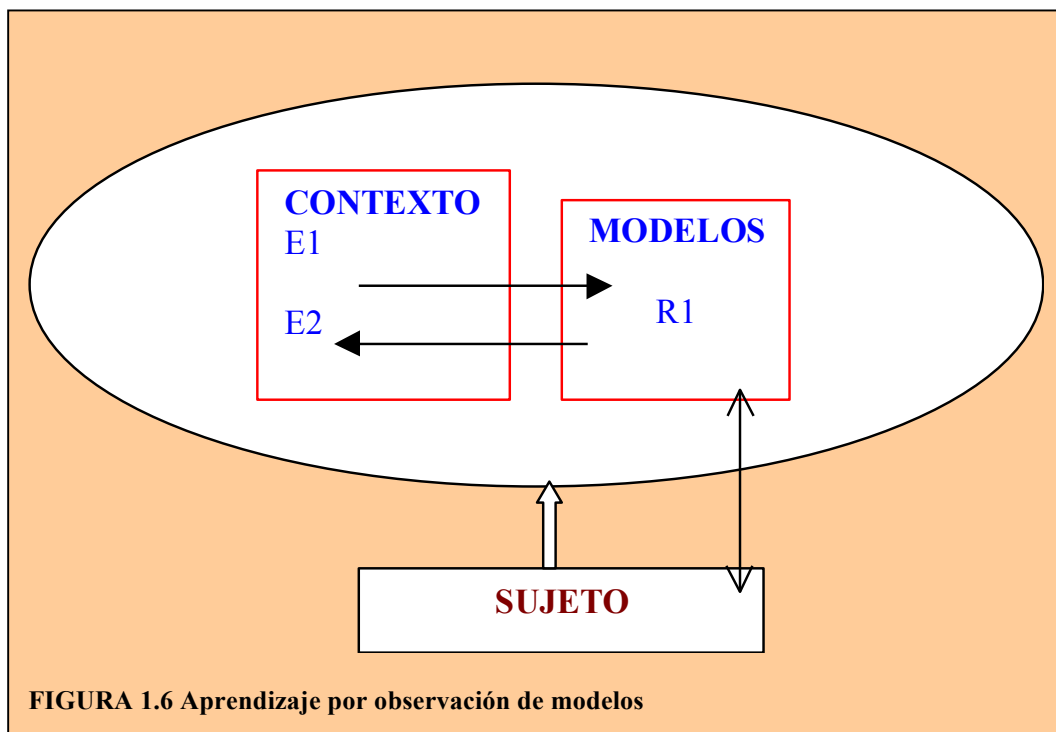 CONTEXTO
E1
E2
MODELOS
R1
SUJETO
FIGURA 1.6 Aprendizaje por observación de modelos